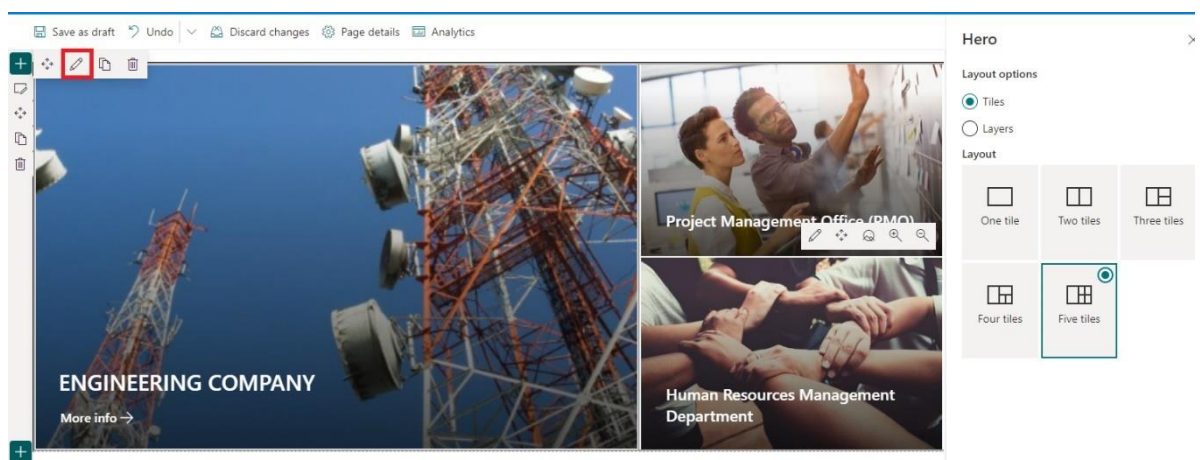 Save as draft Undo Discard changes Page details Analytics
ENGINEERING COMPANY
More info →
Project Management Office (PMO)
Human Resources Management
Department
Hero
Layout options
Tiles
Layers
Layout
One tile Two tiles Three tiles
Four tiles Five tiles